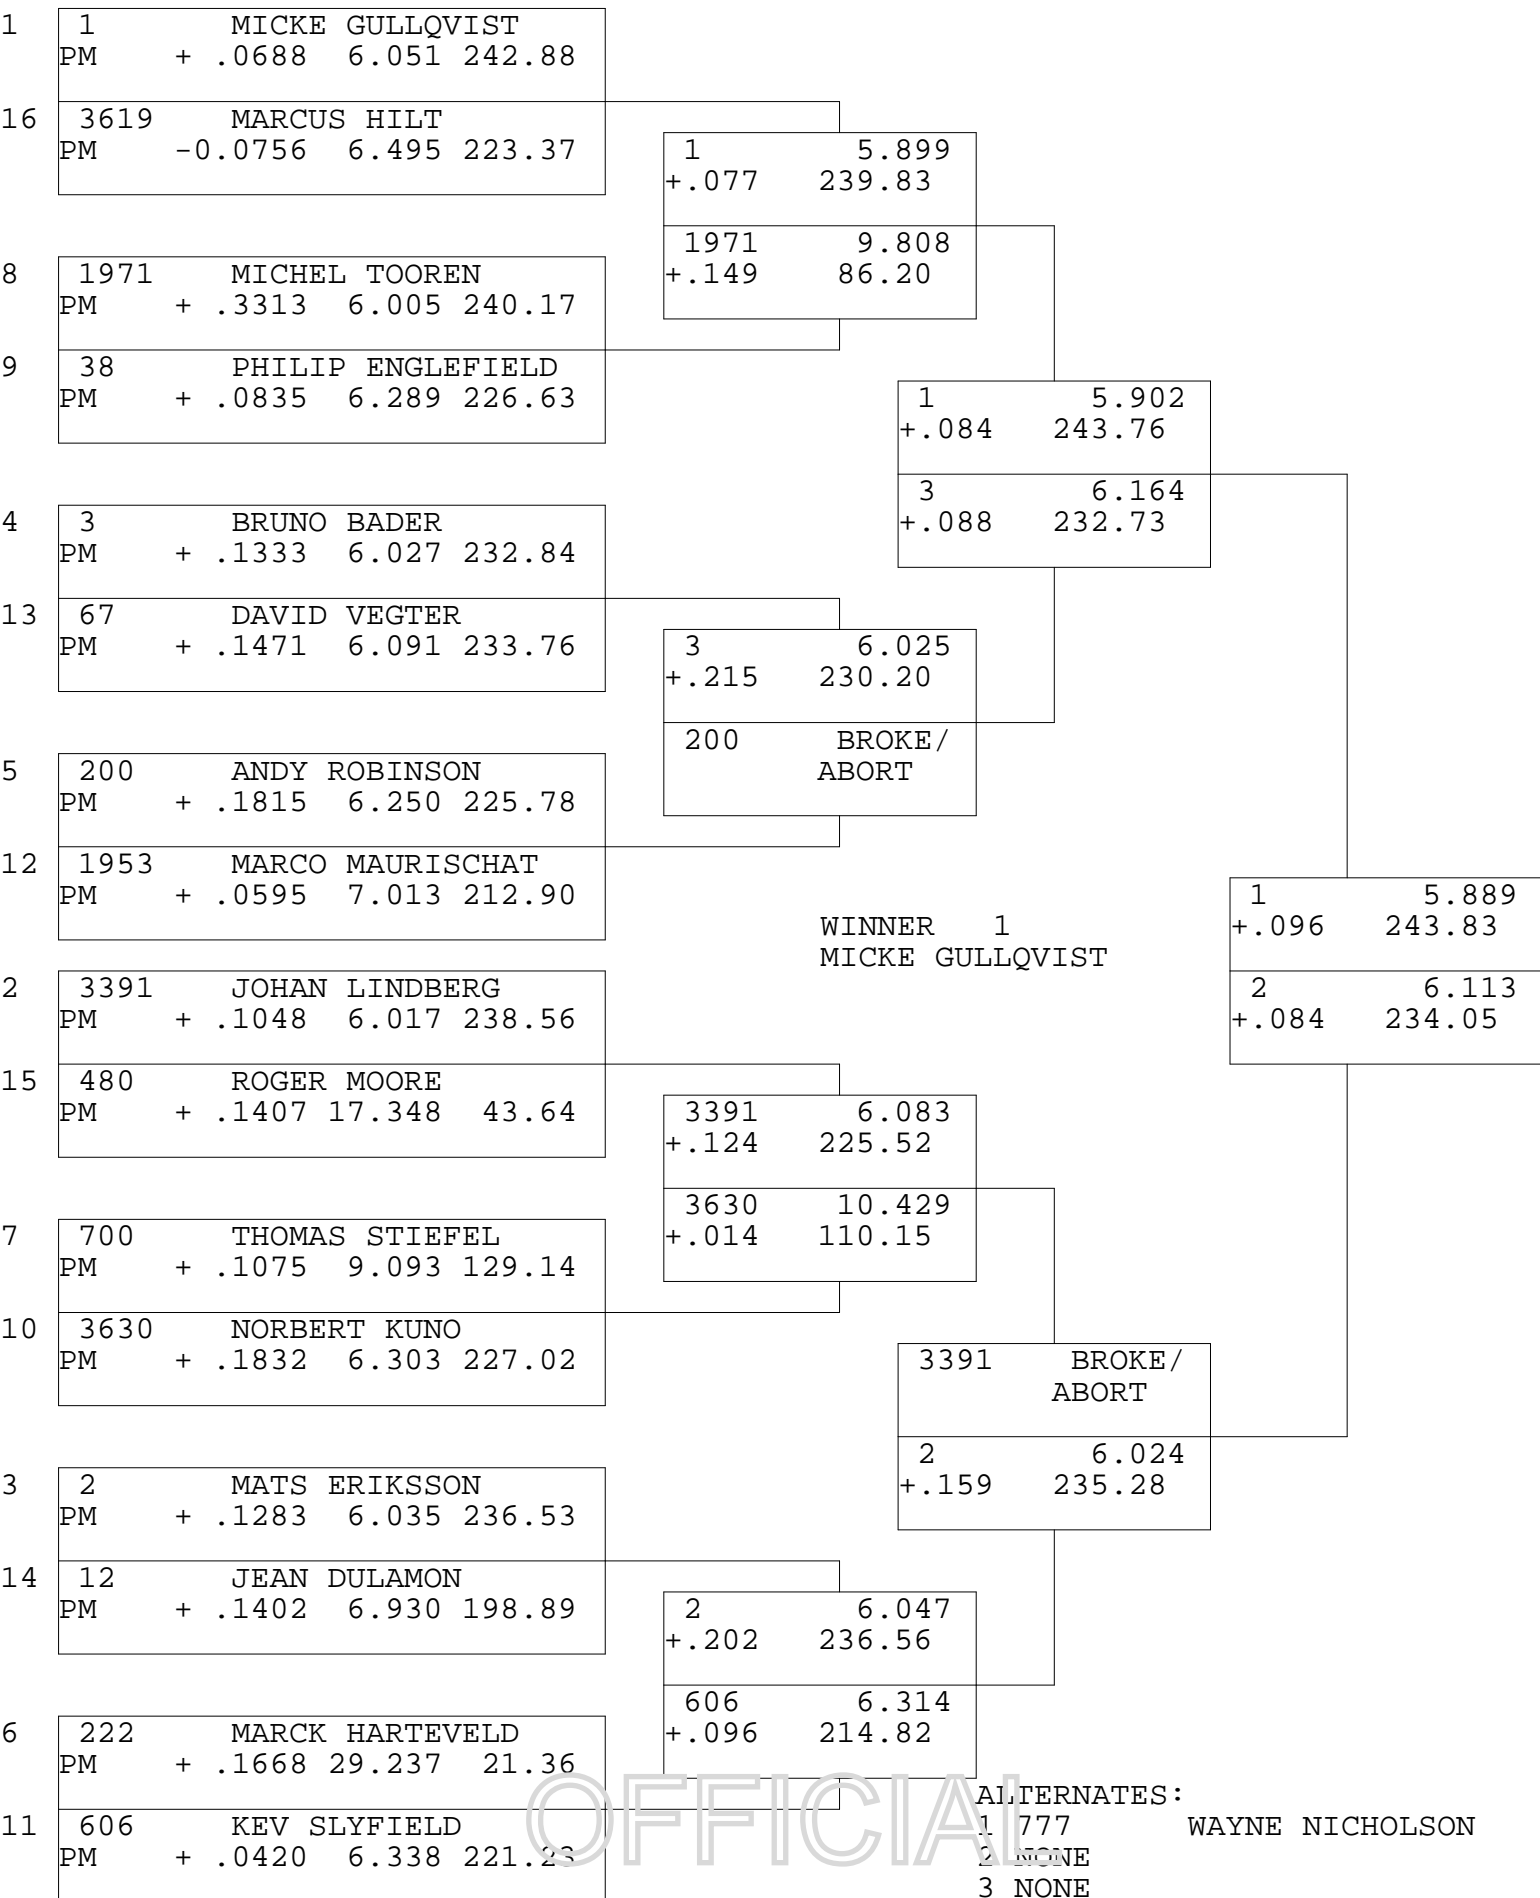 1 1 MICKE GULLQVIST
PM + .0688 6.051 242.88
16 3619 MARCUS HILT
PM -0.0756 6.495 223.37
1 5.899
+.077 239.83
1971 9.808
+.149 86.20
8 1971 MICHEL TOOREN
PM + .3313 6.005 240.17
9 38 PHILIP ENGLEFIELD
PM + .0835 6.289 226.63
1 5.902
+.084 243.76
3 6.164
+.088 232.73
4 3 BRUNO BADER
PM + .1333 6.027 232.84
13 67 DAVID VEGTER
PM + .1471 6.091 233.76
3 6.025
+.215 230.20
200 BROKE/
ABORT
5 200 ANDY ROBINSON
PM + .1815 6.250 225.78
12 1953 MARCO MAURISCHAT
PM + .0595 7.013 212.90
WINNER 1
MICKE GULLQVIST
1 5.889
+.096 243.83
2 6.113
+.084 234.05
2 3391 JOHAN LINDBERG
PM + .1048 6.017 238.56
15 480 ROGER MOORE
PM + .1407 17.348 43.64
3391 6.083
+.124 225.52
3630 10.429
+.014 110.15
7 700 THOMAS STIEFEL
PM + .1075 9.093 129.14
10 3630 NORBERT KUNO
PM + .1832 6.303 227.02
3391 BROKE/
ABORT
2 6.024
+.159 235.28
3 2 MATS ERIKSSON
PM + .1283 6.035 236.53
14 12 JEAN DULAMON
PM + .1402 6.930 198.89
2 6.047
+.202 236.56
606 6.314
+.096 214.82
6 222 MARCK HARTEVELD
PM + .1668 29.237 21.36
11 606 KEV SLYFIELD
PM + .0420 6.338 221.23
OFFICIAL
ALTERNATES:
1 777 WAYNE NICHOLSON
2 NONE
3 NONE